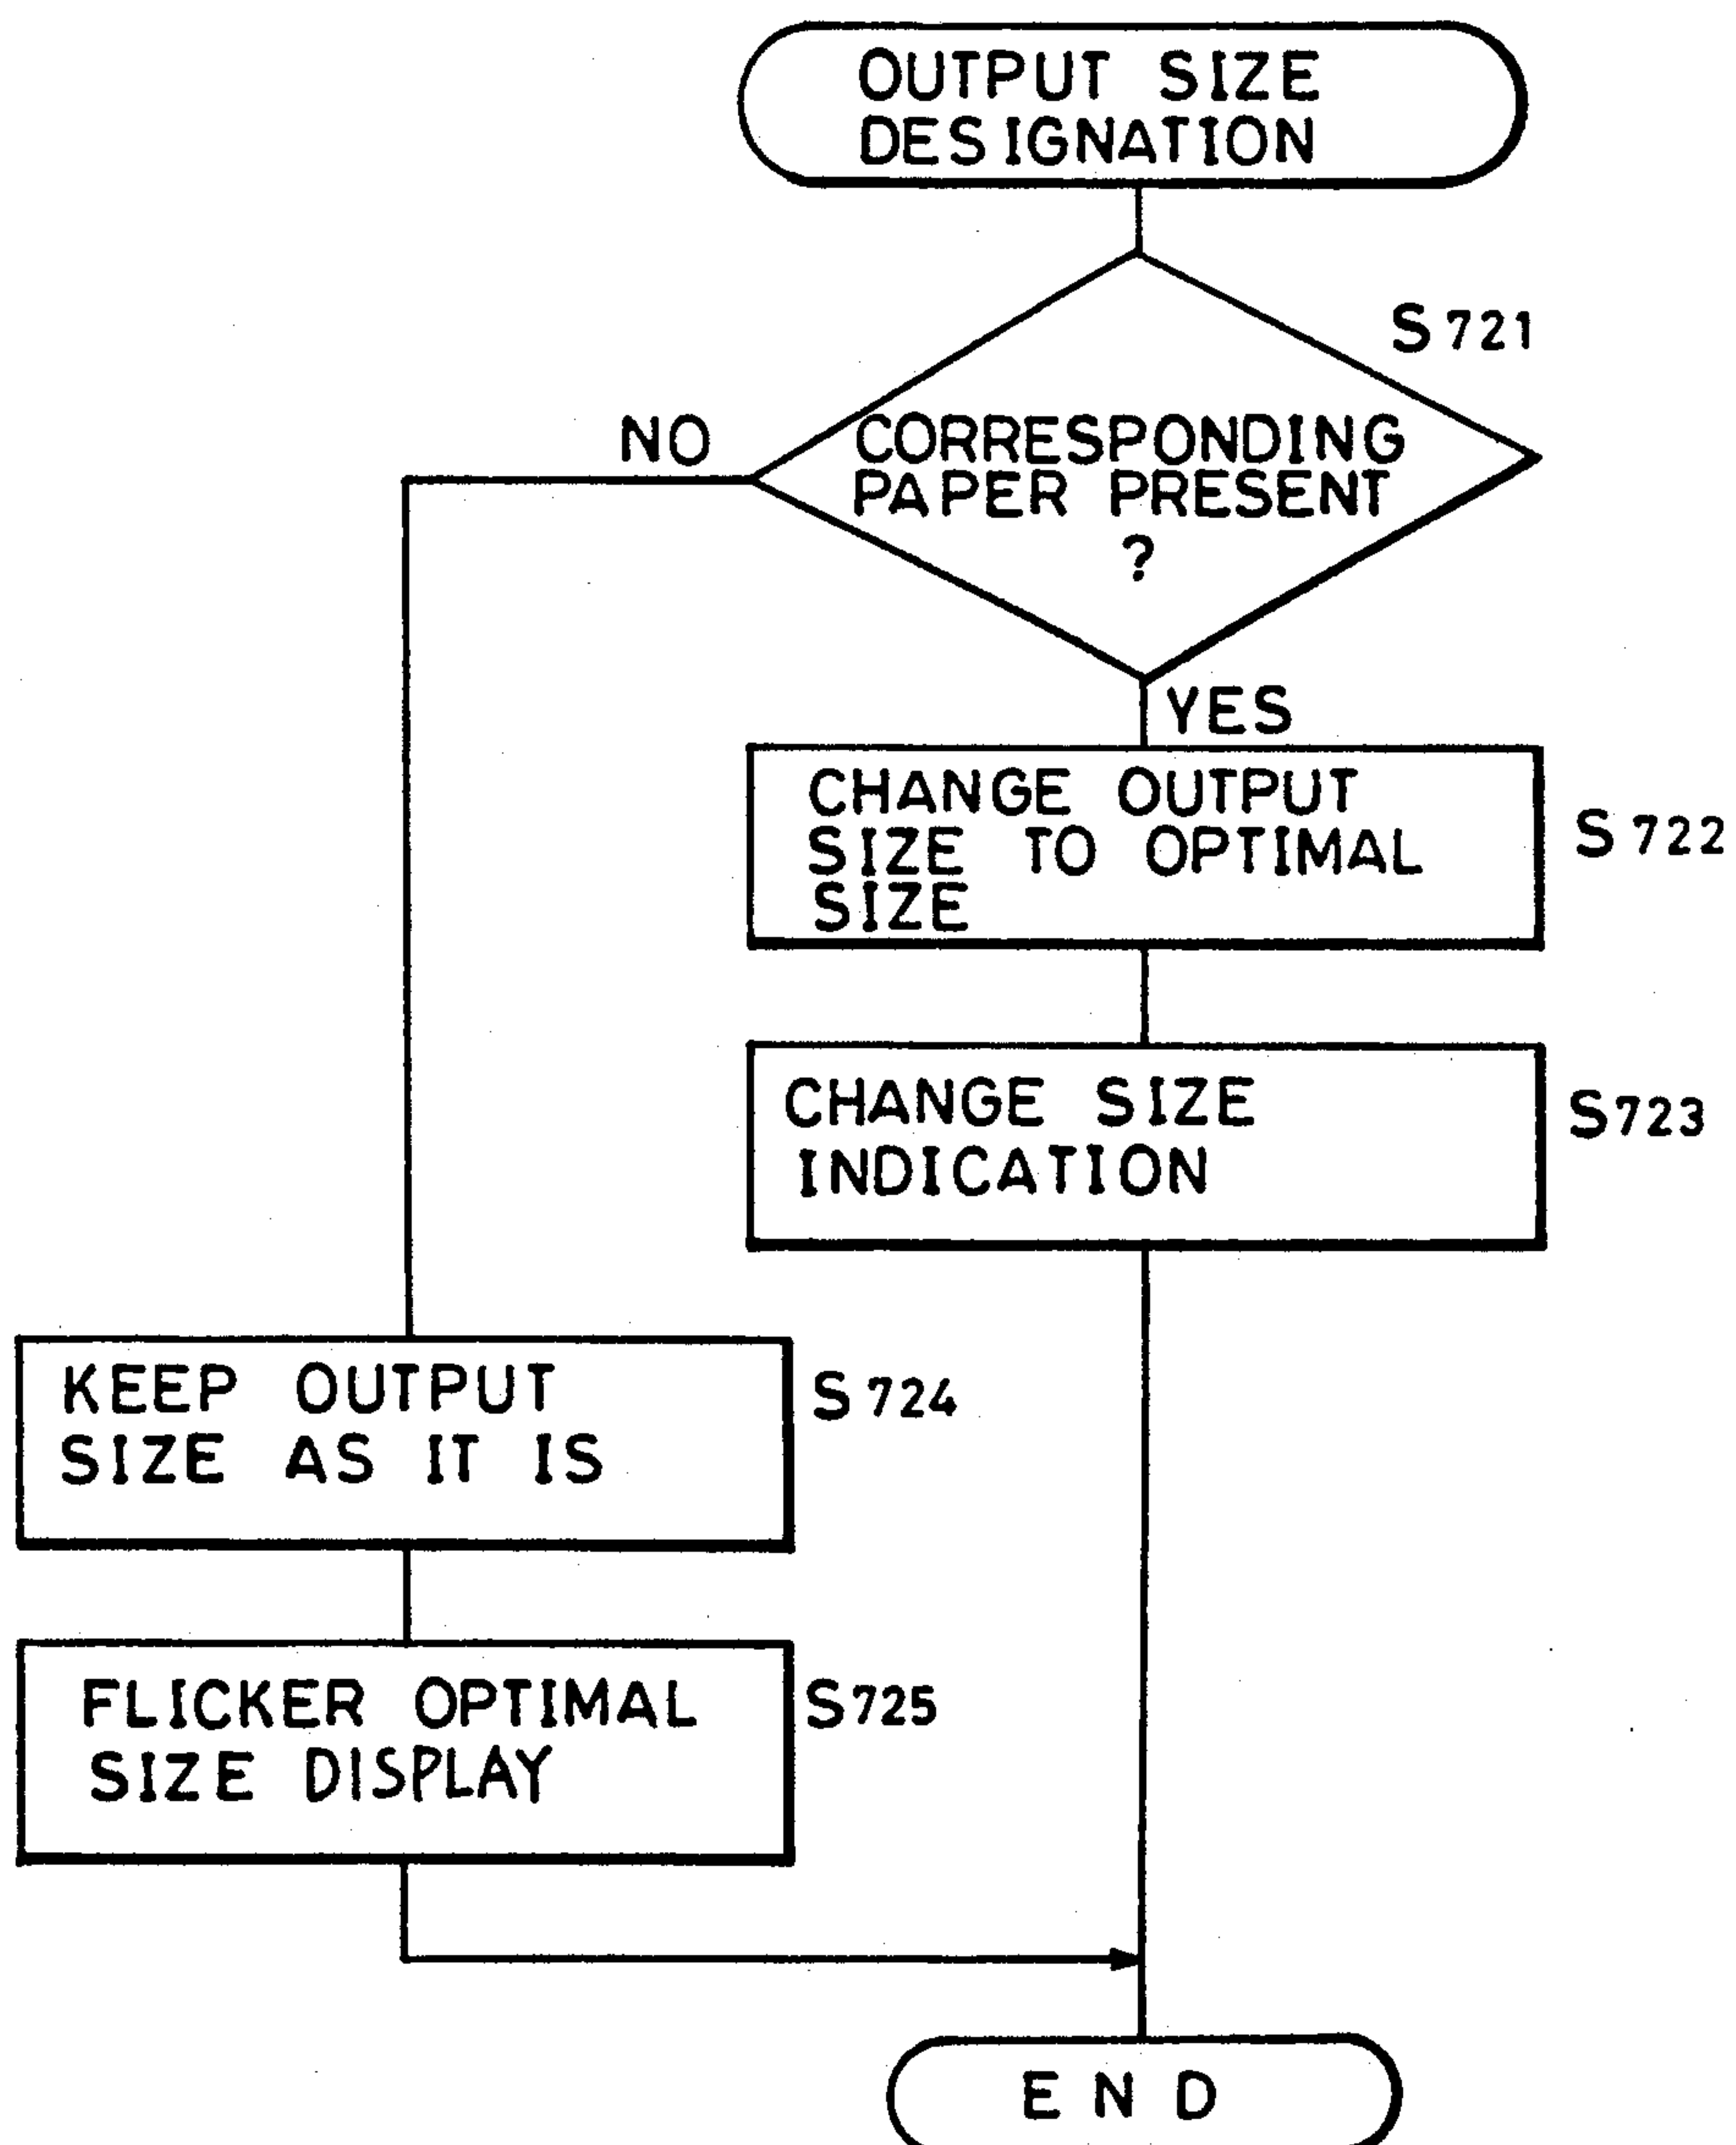 OUTPUT SIZE
DESIGNATION
S721
NO
CORRESPONDING
PAPER PRESENT
?
YES
CHANGE OUTPUT
SIZE TO OPTIMAL
SIZE
S722
CHANGE SIZE
INDICATION
S723
KEEP OUTPUT
SIZE AS IT IS
S724
FLICKER OPTIMAL
SIZE DISPLAY
S725
END